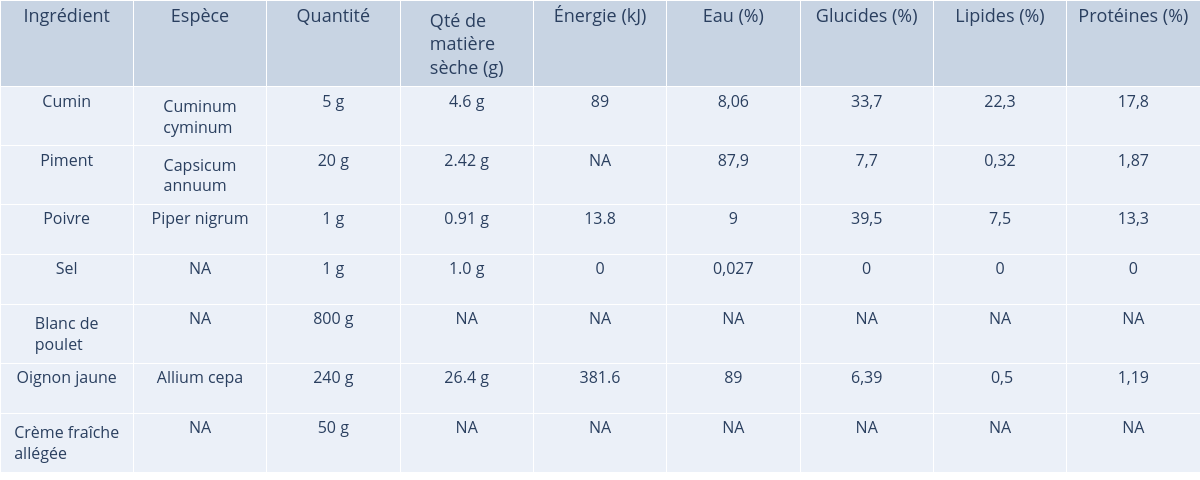 Ingrédient Espèce Quantité Qté de matière sèche (g) Énergie (kJ) Eau (%) Glucides (%) Lipides (%) Protéines (%)
Cumin Cuminum cyminum 5 g 4.6 g 89 8,06 33,7 22,3 17,8
Piment Capsicum annuum 20 g 2.42 g NA 87,9 7,7 0,32 1,87
Poivre Piper nigrum 1 g 0.91 g 13.8 9 39,5 7,5 13,3
Sel NA 1 g 1.0 g 0 0,027 0 0 0
Blanc de poulet NA 800 g NA NA NA NA NA NA
Oignon jaune Allium cepa 240 g 26.4 g 381.6 89 6,39 0,5 1,19
Crème fraîche allégée NA 50 g NA NA NA NA NA NA